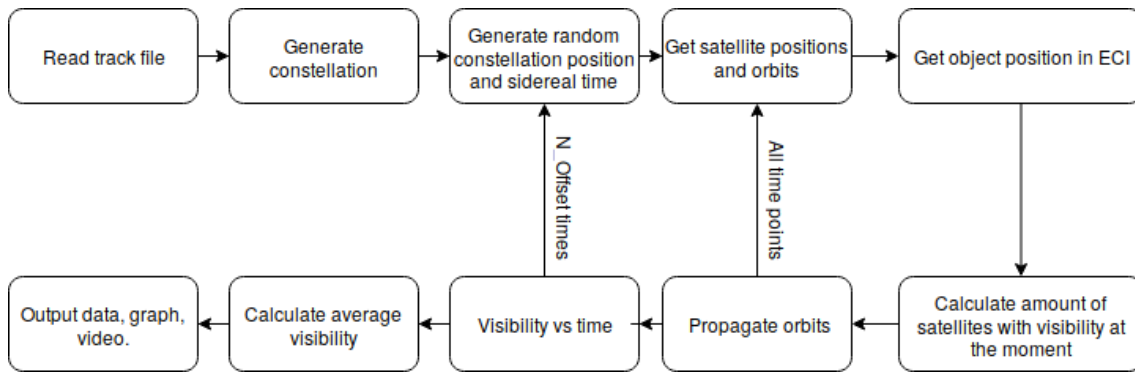 Read track file
Generate
constellation
Generate random
constellation position
and sidereal time
Get satellite positions
and orbits
Get object position in ECI
N_Offset times
All time points
Output data, graph,
video.
Calculate average
visibility
Visibility vs time
Propagate orbits
Calculate amount of
satellites with visibility at
the moment